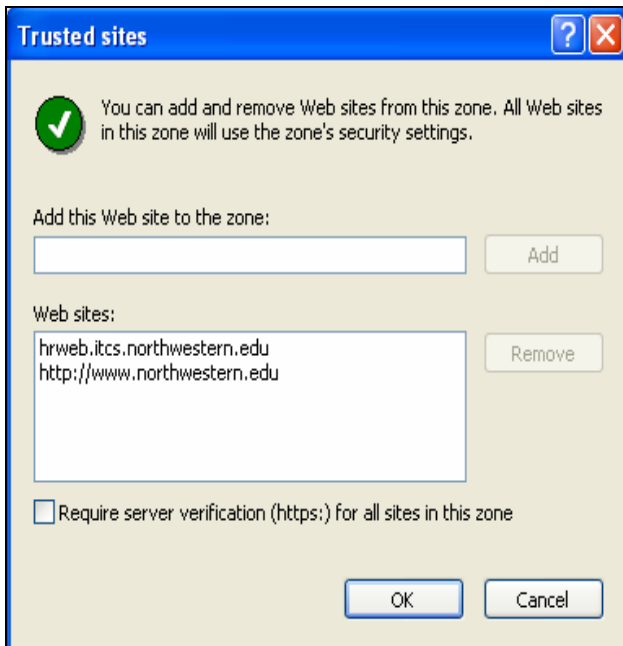 Trusted sites
You can add and remove Web sites from this zone. All Web sites
in this zone will use the zone's security settings.
Add this Web site to the zone:
Add
Web sites:
hrweb.itcs.northwestern.edu
http://www.northwestern.edu
Remove
Require server verification (https:) for all sites in this zone
OK
Cancel